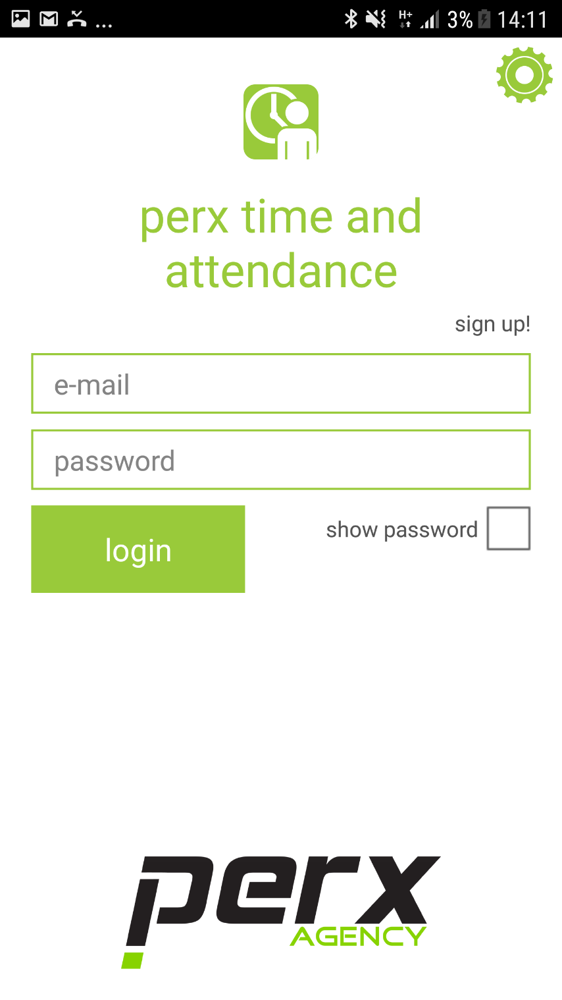 ... H+ 3% 14:11
perx time and
attendance
sign up!
e-mail
password
login
show password
perx
AGENCY